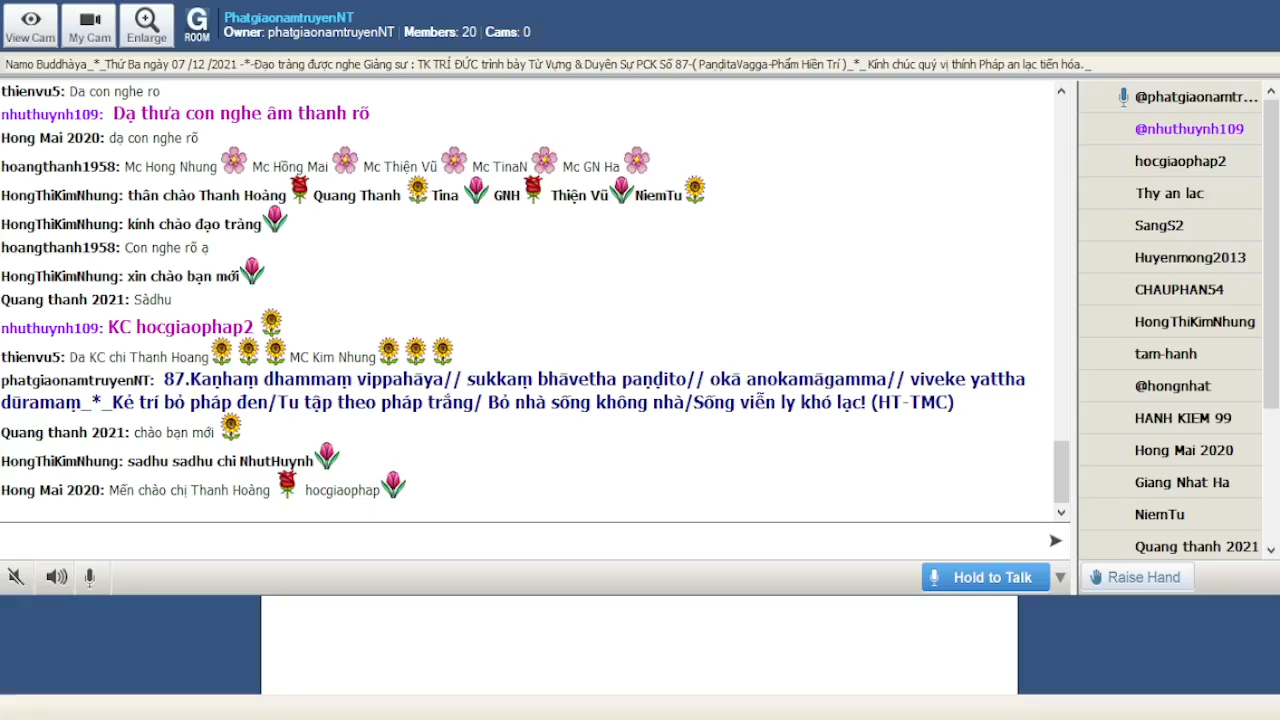 View Cam
My Cam
Enlarge
G
ROOM
PhatgiaonamtruyenNT
Owner: phatgiaonamtruyenNT | Members: 20 | Cams: 0
Namo Buddhàya_*_Thứ Ba ngày 07 /12 /2021 -*-Đạo tràng được nghe Giảng sư : TK TRÍ ĐỨC trình bày Từ Vựng & Duyên Sự PCK Số 87-( PaṇḍitaVagga-Phẩm Hiền Trí )_*_ Kính chúc quý vị thính Pháp an lạc tiến hóa._
thienvu5: Da con nghe ro
nhuthuynh109: Dạ thưa con nghe âm thanh rõ
Hong Mai 2020: dạ con nghe rõ
hoangthanh1958: Mc Hong Nhung Mc Hồng Mai Mc Thiện Vũ Mc TinaN Mc GN Ha
HongThiKimNhung: thân chào Thanh Hoàng Quang Thanh Tina GNH Thiện Vũ NiemTu
HongThiKimNhung: kính chào đạo tràng
hoangthanh1958: Con nghe rõ ạ
HongThiKimNhung: xin chào bạn mới
Quang thanh 2021: Sàdhu
nhuthuynh109: KC hocgiaophap2
thienvu5: Da KC chi Thanh Hoang MC Kim Nhung
phatgiaonamtruyenNT: 87.Kaṇhaṃ dhammaṃ vippahāya// sukkaṃ bhāvetha paṇḍito// okā anokamāgamma// viveke yattha
dūramaṃ_*_Kẻ trí bỏ pháp đen/Tu tập theo pháp trắng/ Bỏ nhà sống không nhà/Sống viễn ly khó lạc! (HT-TMC)
Quang thanh 2021: chào bạn mới
HongThiKimNhung: sadhu sadhu chi NhutHuynh
Hong Mai 2020: Mến chào chị Thanh Hoàng hocgiaophap
@phatgiaonamtr...
@nhuthuynh109
hocgiaophap2
Thy an lac
SangS2
Huyenmong2013
CHAUPHAN54
HongThiKimNhung
tam-hanh
@hongnhat
HANH KIEM 99
Hong Mai 2020
Giang Nhat Ha
NiemTu
Quang thanh 2021
Hold to Talk
Raise Hand